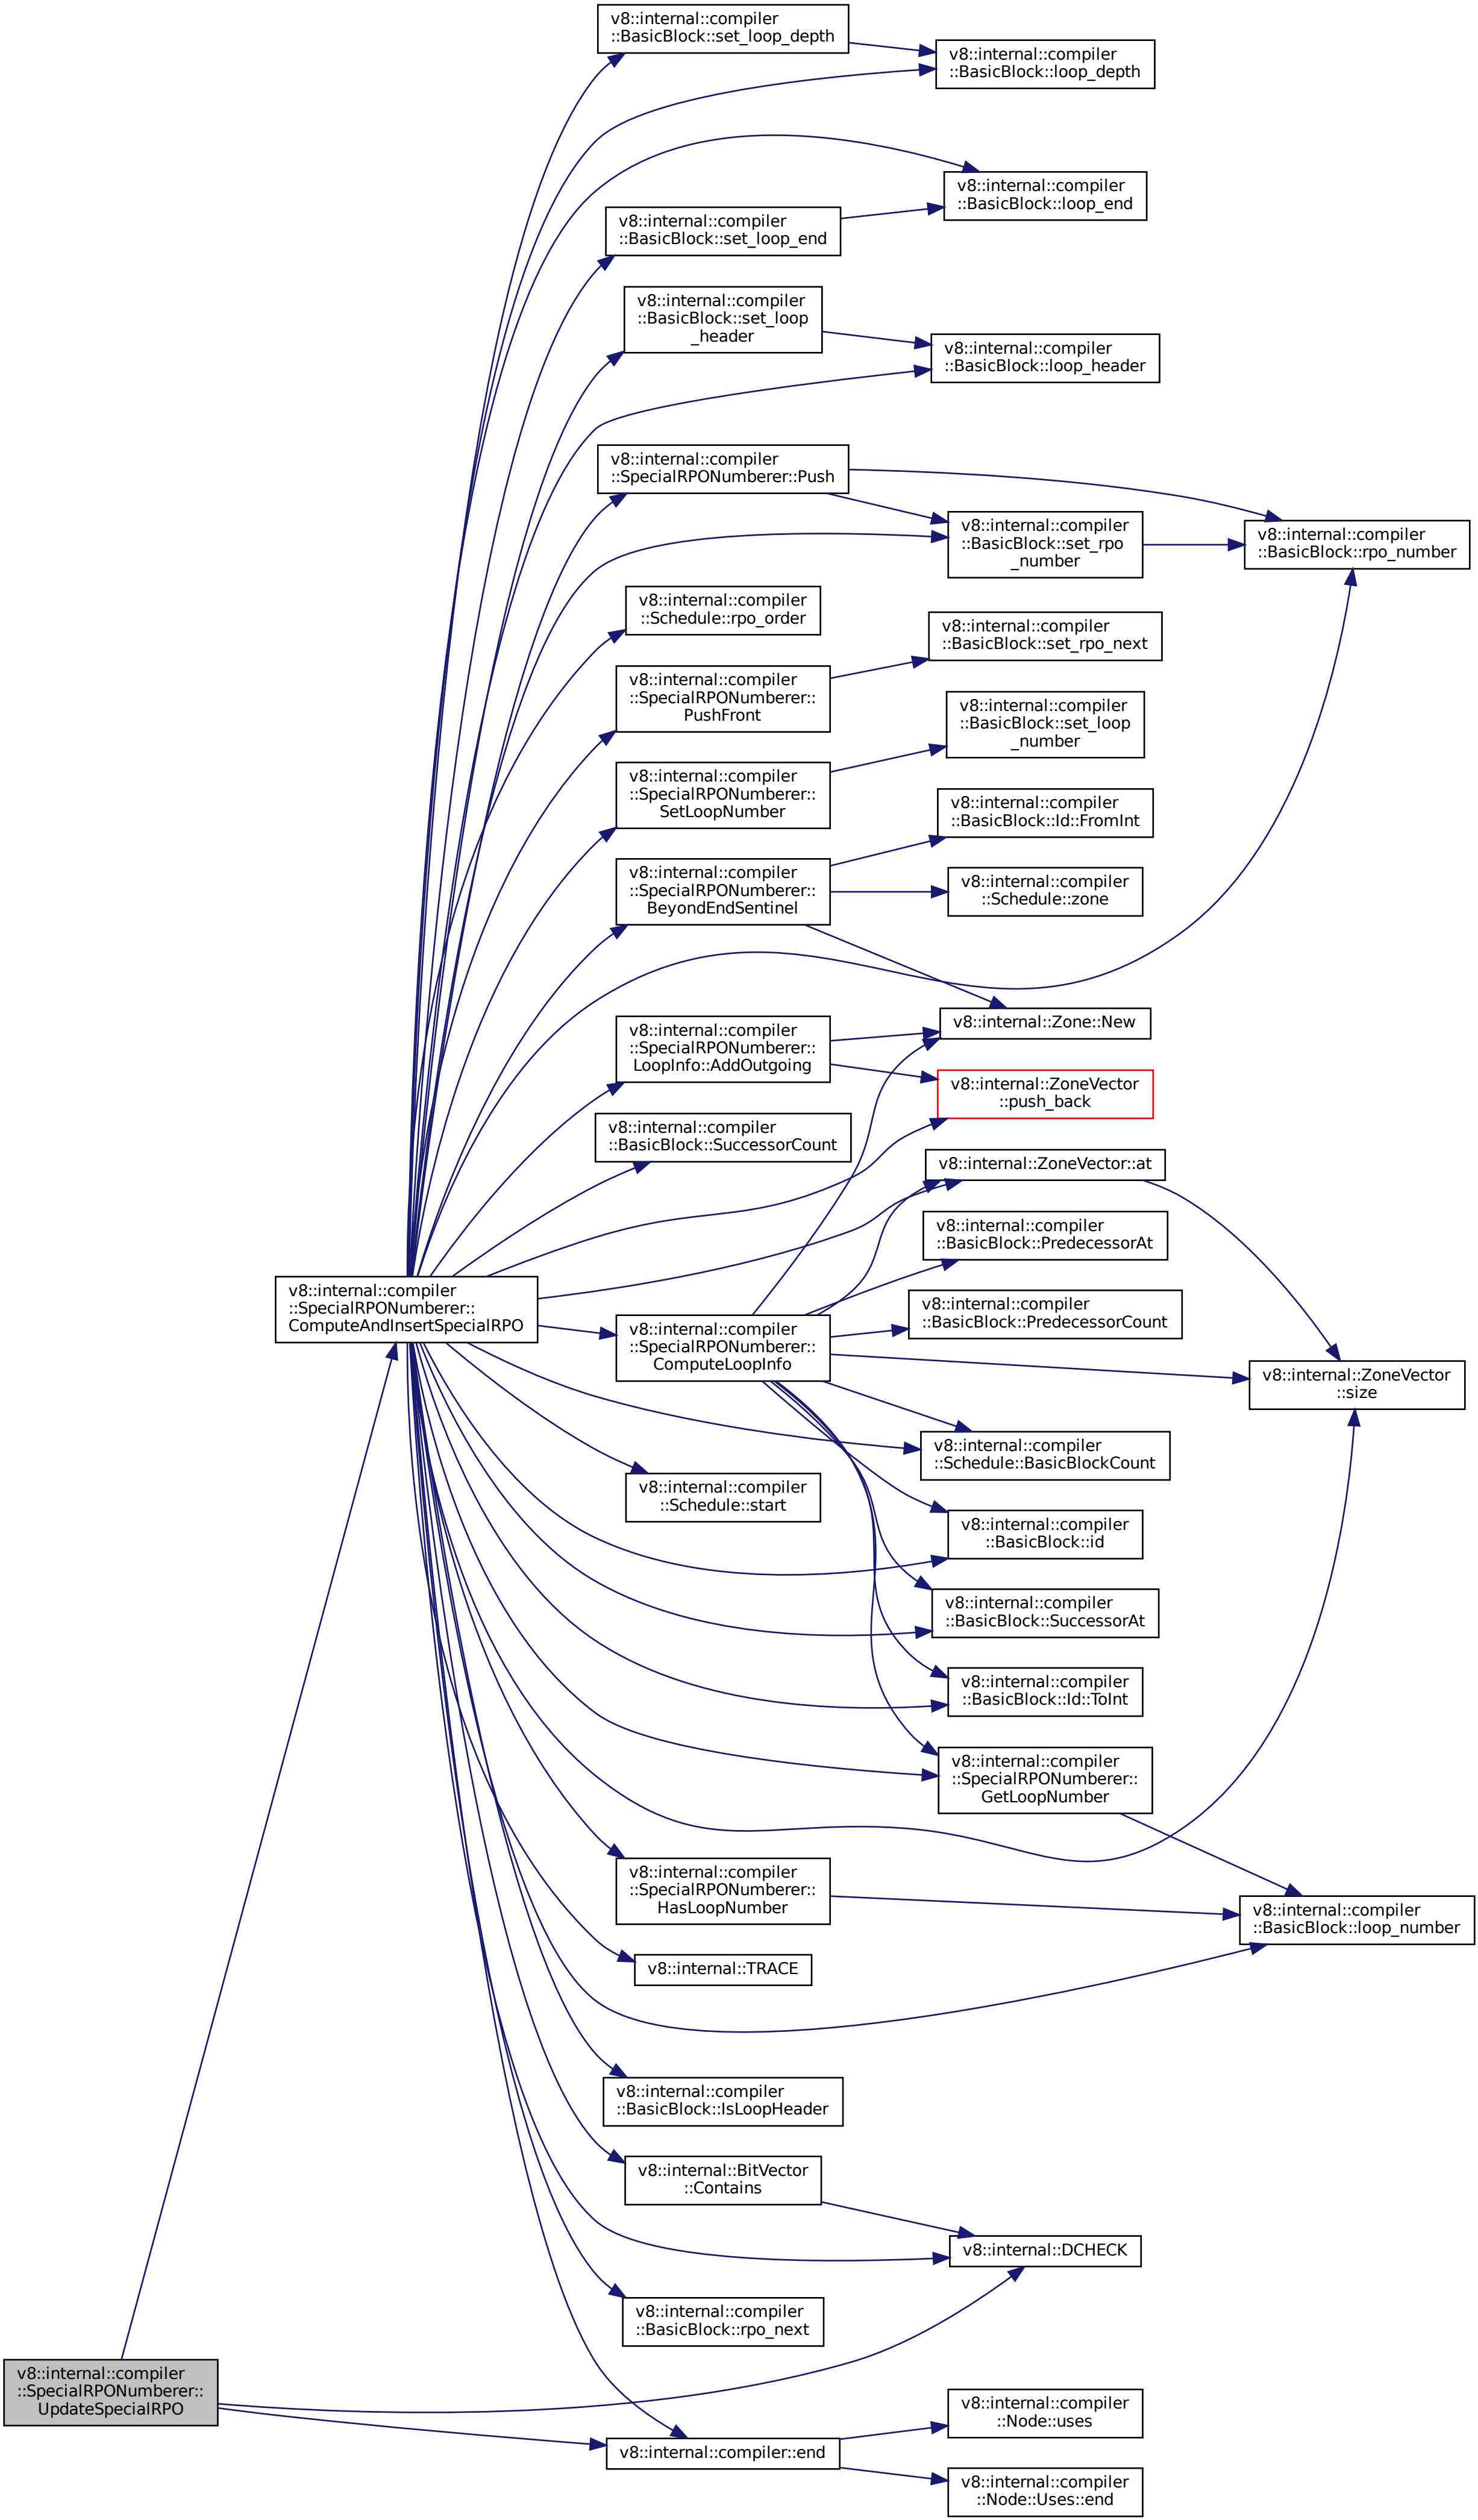 v8::internal::compiler
::BasicBlock::set_loop_depth
v8::internal::compiler
::BasicBlock::loop_depth
v8::internal::compiler
::BasicBlock::loop_end
v8::internal::compiler
::BasicBlock::set_loop_end
v8::internal::compiler
::BasicBlock::set_loop
_header
v8::internal::compiler
::BasicBlock::loop_header
v8::internal::compiler
::SpecialRPONumberer::Push
v8::internal::compiler
::BasicBlock::set_rpo
_number
v8::internal::compiler
::BasicBlock::rpo_number
v8::internal::compiler
::Schedule::rpo_order
v8::internal::compiler
::BasicBlock::set_rpo_next
v8::internal::compiler
::SpecialRPONumberer::
PushFront
v8::internal::compiler
::BasicBlock::set_loop
_number
v8::internal::compiler
::SpecialRPONumberer::
SetLoopNumber
v8::internal::compiler
::BasicBlock::Id::FromInt
v8::internal::compiler
::SpecialRPONumberer::
BeyondEndSentinel
v8::internal::compiler
::Schedule::zone
v8::internal::Zone::New
v8::internal::compiler
::SpecialRPONumberer::
LoopInfo::AddOutgoing
v8::internal::ZoneVector
::push_back
v8::internal::compiler
::BasicBlock::SuccessorCount
v8::internal::ZoneVector::at
v8::internal::compiler
::BasicBlock::PredecessorAt
v8::internal::compiler
::SpecialRPONumberer::
ComputeAndInsertSpecialRPO
v8::internal::compiler
::BasicBlock::PredecessorCount
v8::internal::compiler
::SpecialRPONumberer::
ComputeLoopInfo
v8::internal::ZoneVector
::size
v8::internal::compiler
::Schedule::BasicBlockCount
v8::internal::compiler
::Schedule::start
v8::internal::compiler
::BasicBlock::id
v8::internal::compiler
::BasicBlock::SuccessorAt
v8::internal::compiler
::BasicBlock::Id::ToInt
v8::internal::compiler
::SpecialRPONumberer::
GetLoopNumber
v8::internal::compiler
::SpecialRPONumberer::
HasLoopNumber
v8::internal::compiler
::BasicBlock::loop_number
v8::internal::TRACE
v8::internal::compiler
::BasicBlock::IsLoopHeader
v8::internal::BitVector
::Contains
v8::internal::DCHECK
v8::internal::compiler
::BasicBlock::rpo_next
v8::internal::compiler
::SpecialRPONumberer::
UpdateSpecialRPO
v8::internal::compiler
::Node::uses
v8::internal::compiler::end
v8::internal::compiler
::Node::Uses::end